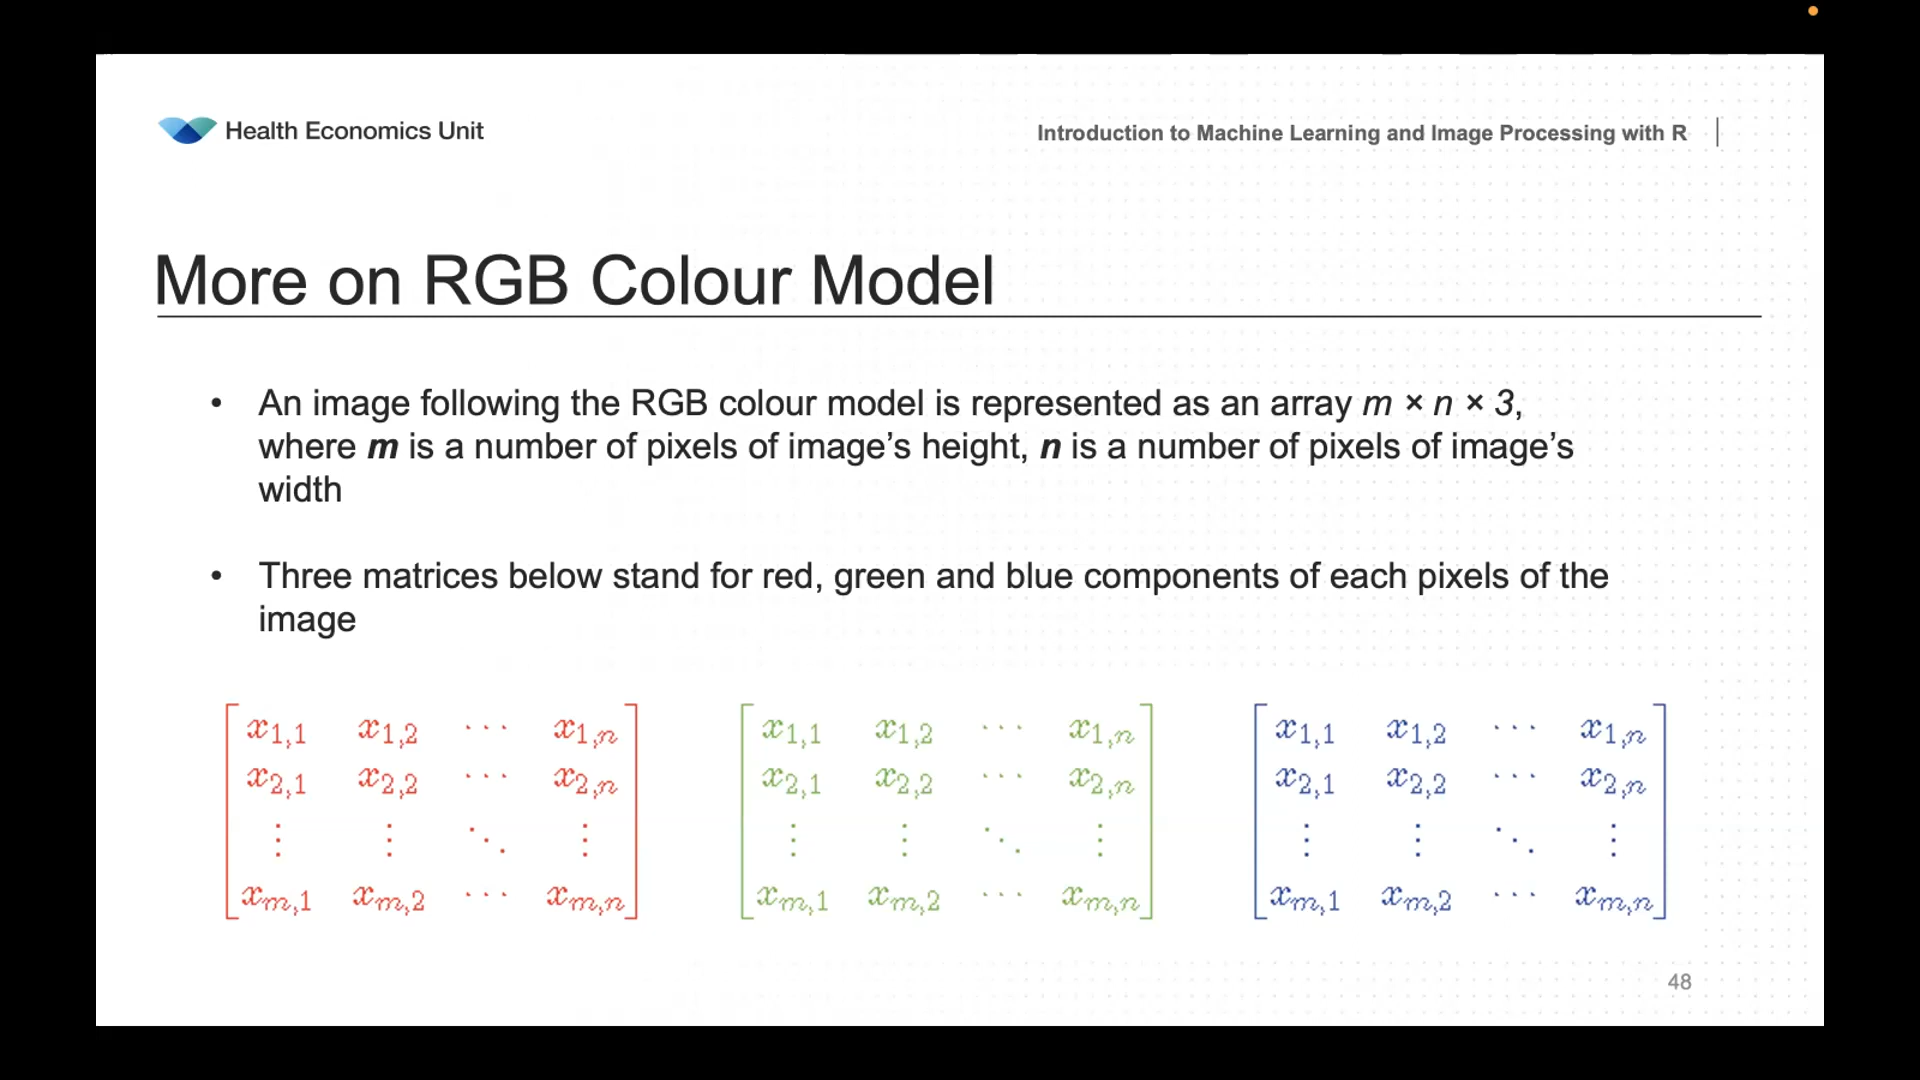 Health Economics Unit
Introduction to Machine Learning and Image Processing with R
More on RGB Colour Model
• An image following the RGB colour model is represented as an array m × n × 3,
where m is a number of pixels of image’s height, n is a number of pixels of image’s
width
• Three matrices below stand for red, green and blue components of each pixels of the
image
x1,1 x1,2 ⋯ x1,n x1,1 x1,2 ⋯ x1,n x1,1 x1,2 ⋯ x1,n
x2,1 x2,2 ⋯ x2,n x2,1 x2,2 ⋯ x2,n x2,1 x2,2 ⋯ x2,n
⋮ ⋮ ⋱ ⋮ ⋮ ⋮ ⋱ ⋮ ⋮ ⋮ ⋱ ⋮
xm,1 xm,2 ⋯ xm,n xm,1 xm,2 ⋯ xm,n xm,1 xm,2 ⋯ xm,n
48